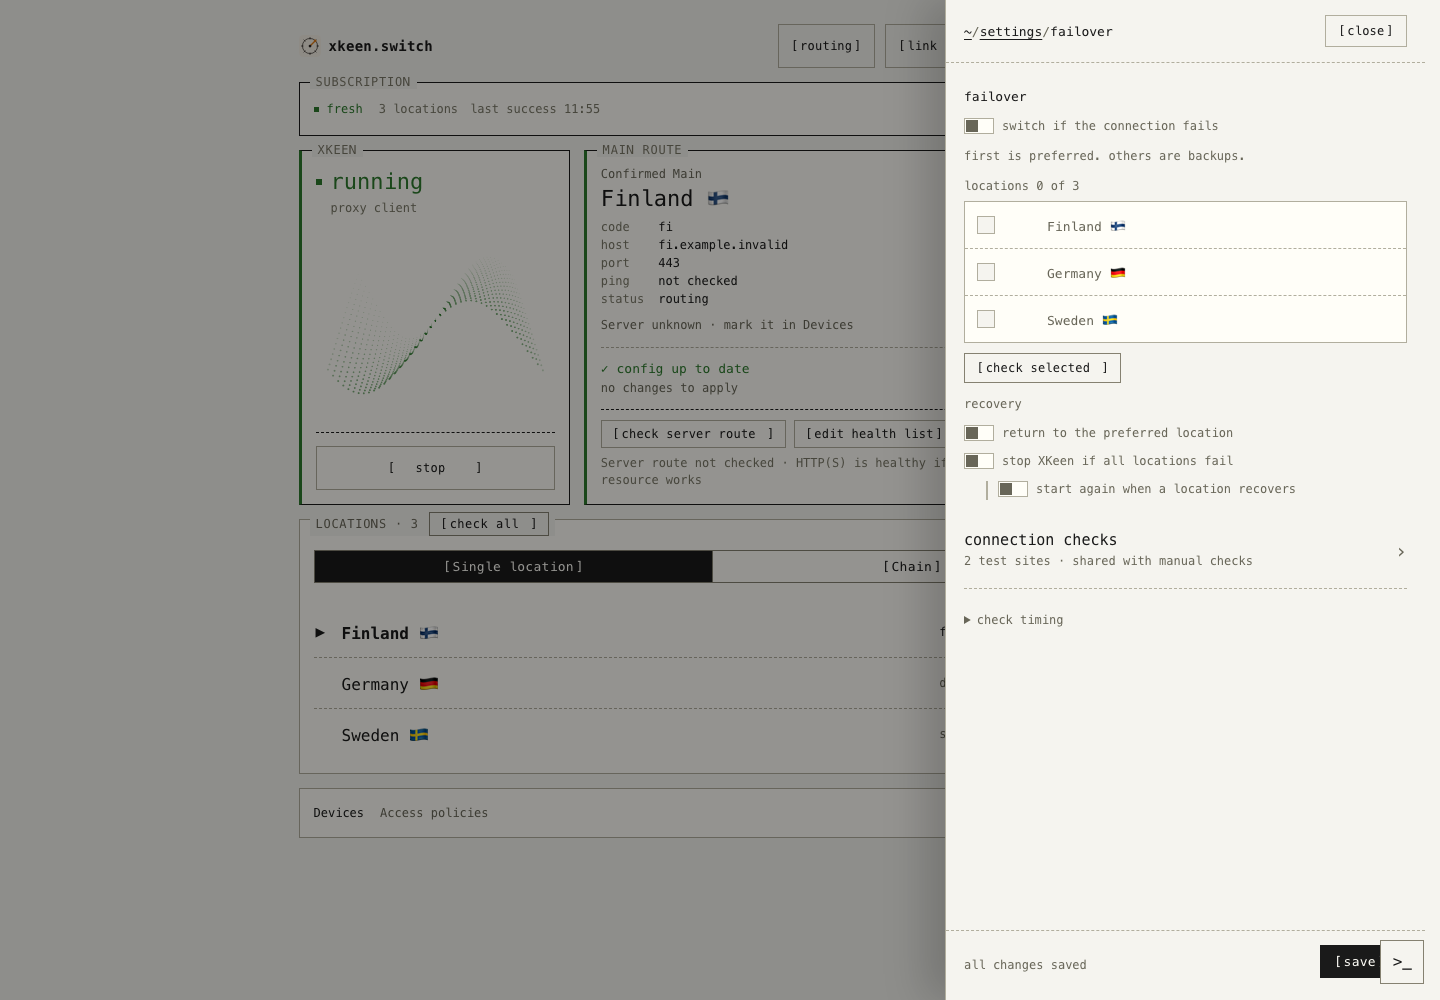 xkeen.switch
[routing]
[link
SUBSCRIPTION
fresh 3 locations last success 11:55
XKEEN
running
proxy client
[ stop ]
MAIN ROUTE
Confirmed Main
Finland
code fi
host fi.example.invalid
port 443
ping not checked
status routing
Server unknown · mark it in Devices
✓ config up to date
no changes to apply
[check server route ] [edit health list]
Server route not checked · HTTP(S) is healthy if
resource works
LOCATIONS · 3 [check all ]
[Single location] [Chain]
▶ Finland
Germany
Sweden
Devices Access policies
~/settings/failover
[close]
failover
switch if the connection fails
first is preferred. others are backups.
locations 0 of 3
Finland
Germany
Sweden
[check selected ]
recovery
return to the preferred location
stop XKeen if all locations fail
start again when a location recovers
connection checks
2 test sites · shared with manual checks ›
▶ check timing
all changes saved
[save
>_